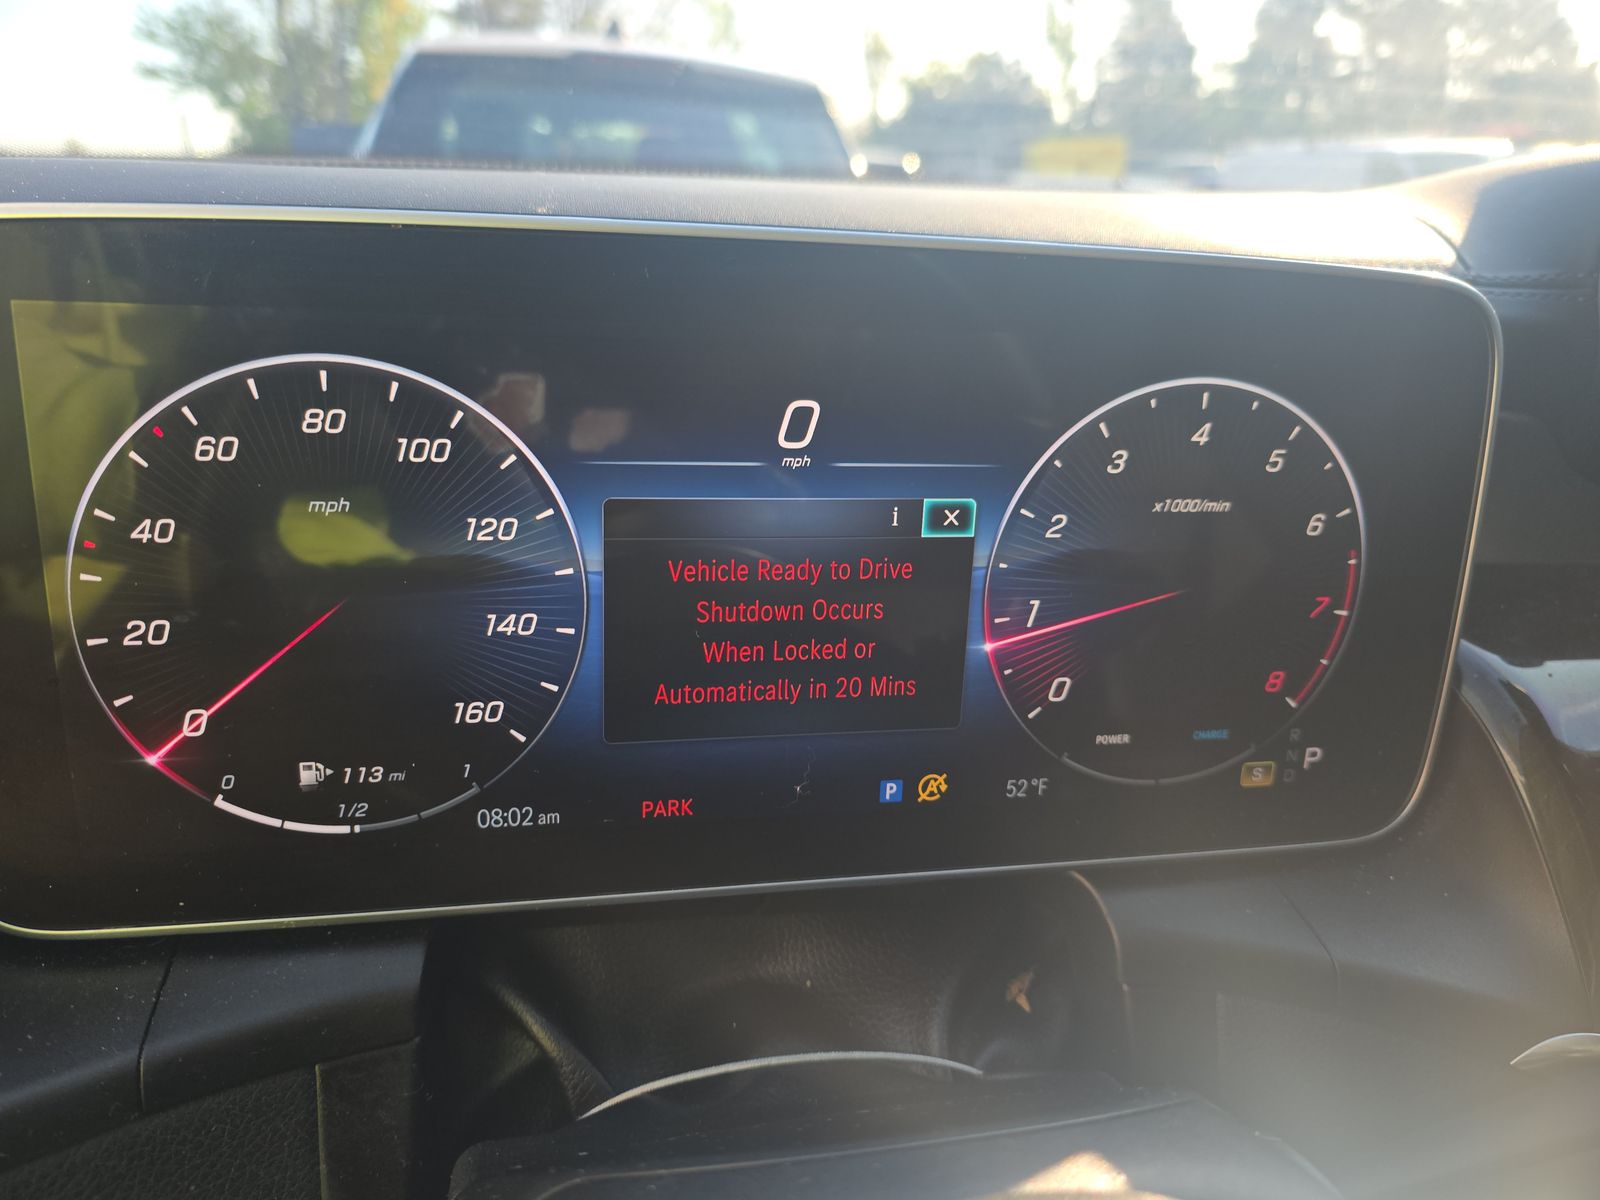 0
mph
i X
Vehicle Ready to Drive
Shutdown Occurs
When Locked or
Automatically in 20 Mins
0
20
40
60
80
100
120
140
160
mph
113 mi
0 1/2 1
08:02 am
PARK
P
A
52°F
0
1
2
3
4
5
6
7
8
x1000/min
POWER CHARGE
S
R
N
D
P